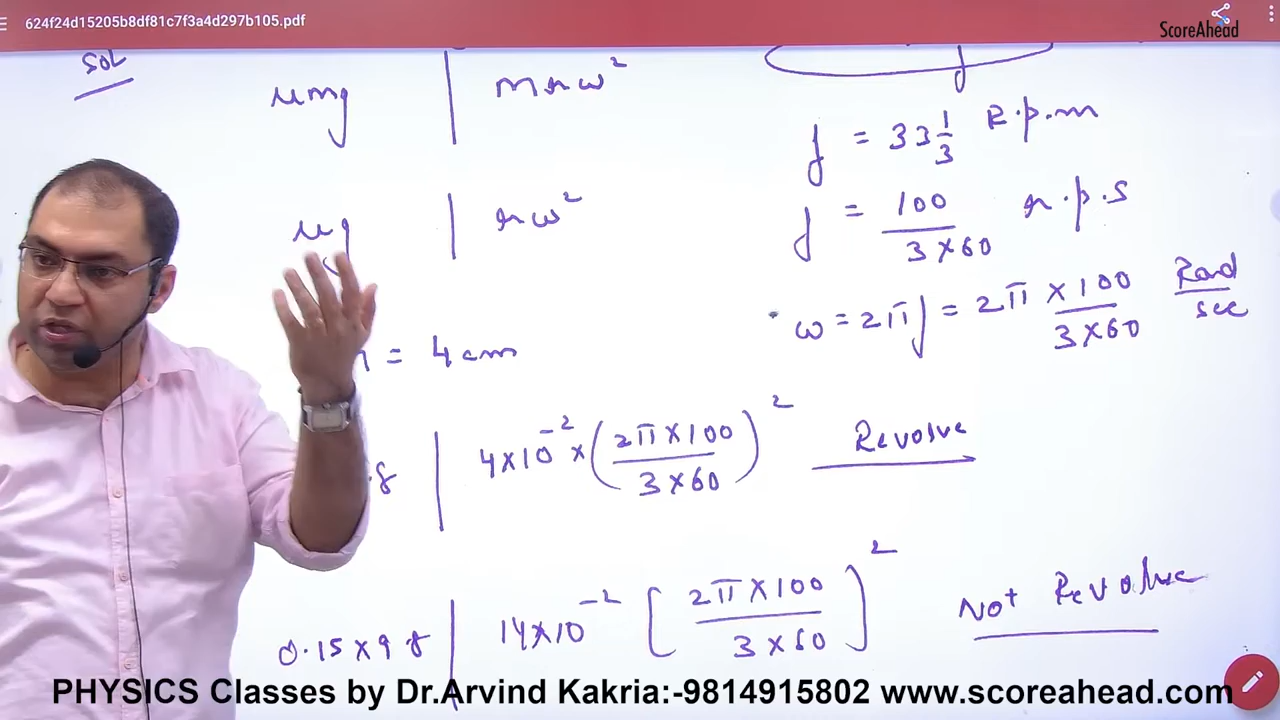 624f24d15205b8df81c7f3a4d297b105.pdf
ScoreAhead
Sol
μmg | mrω²
f = 33 1/3 R.p.m
μg | rω²
f = 100/(3×60) r.p.s
ω = 2πf = 2π × 100/(3×60) Rad/sec
= 4 cm
.8 | 4×10⁻² × (2π×100/(3×60))² Revolve
0.15×9.8 | 14×10⁻² [2π×100/(3×60)]² Not Revolve
PHYSICS Classes by Dr.Arvind Kakria:-9814915802 www.scoreahead.com